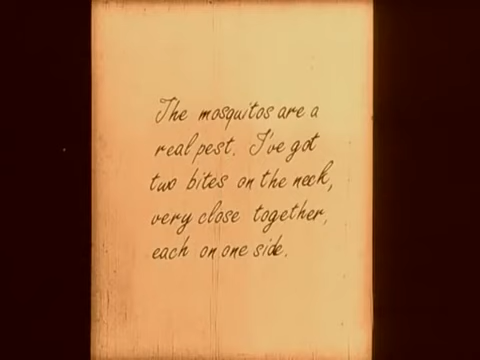 The mosquitos are a
real pest. I've got
two bites on the neck,
very close together,
each on one side.